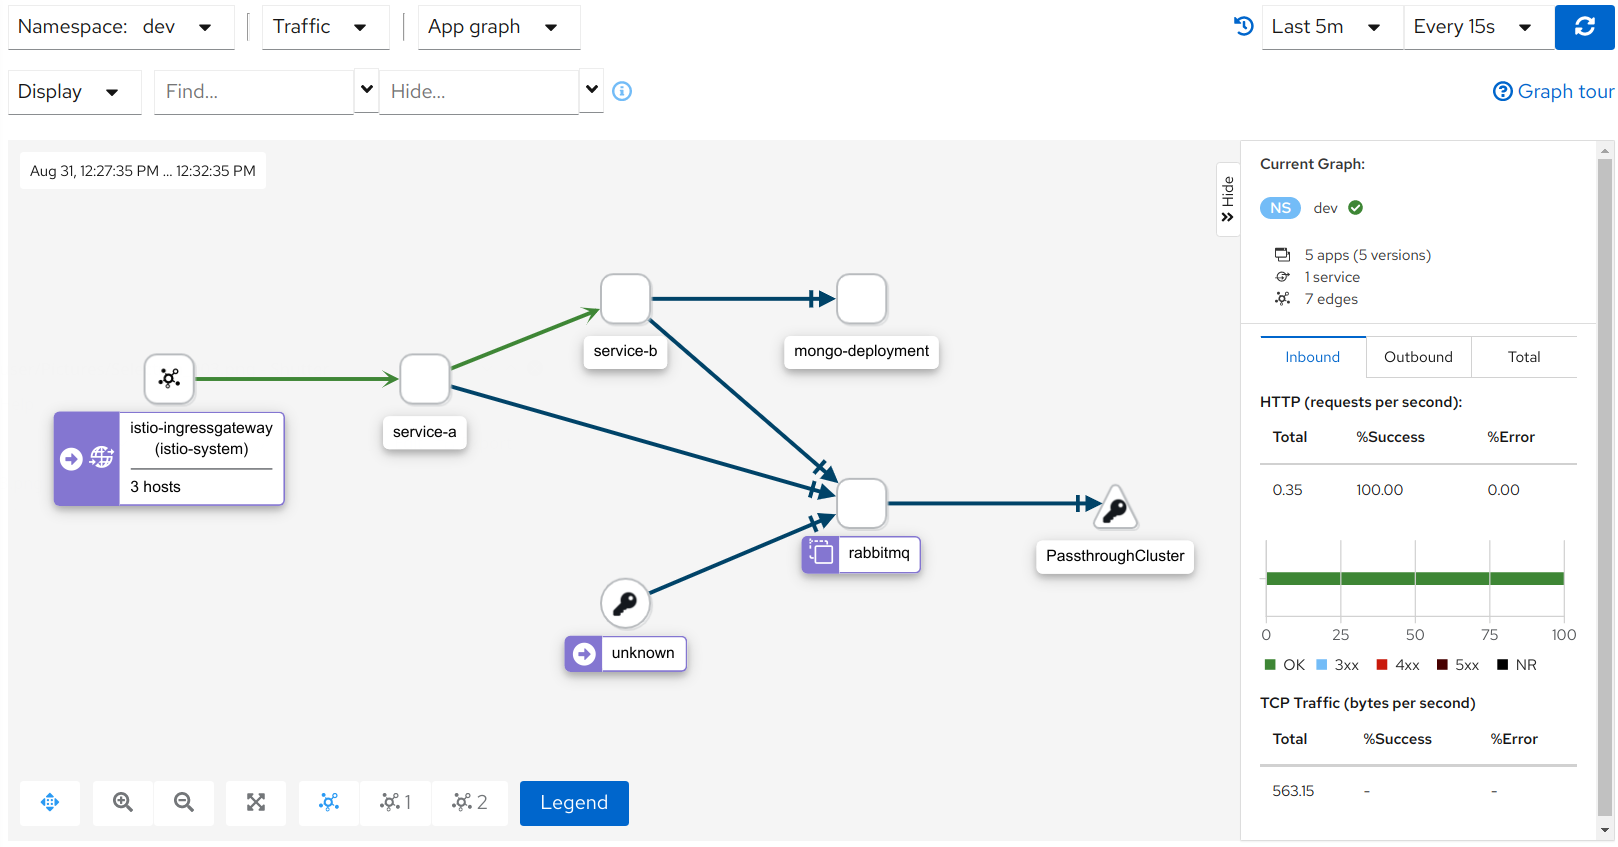 Namespace: dev
Traffic
App graph
Last 5m
Every 15s
Display
Find...
Hide...
Graph tour
Aug 31, 12:27:35 PM ... 12:32:35 PM
Hide
service-b
mongo-deployment
istio-ingressgateway
(istio-system)
3 hosts
service-a
rabbitmq
PassthroughCluster
unknown
1
2
Legend
Current Graph:
NS dev
5 apps (5 versions)
1 service
7 edges
Inbound Outbound Total
HTTP (requests per second):
Total %Success %Error
0.35 100.00 0.00
0 25 50 75 100
OK 3xx 4xx 5xx NR
TCP Traffic (bytes per second)
Total %Success %Error
563.15 - -